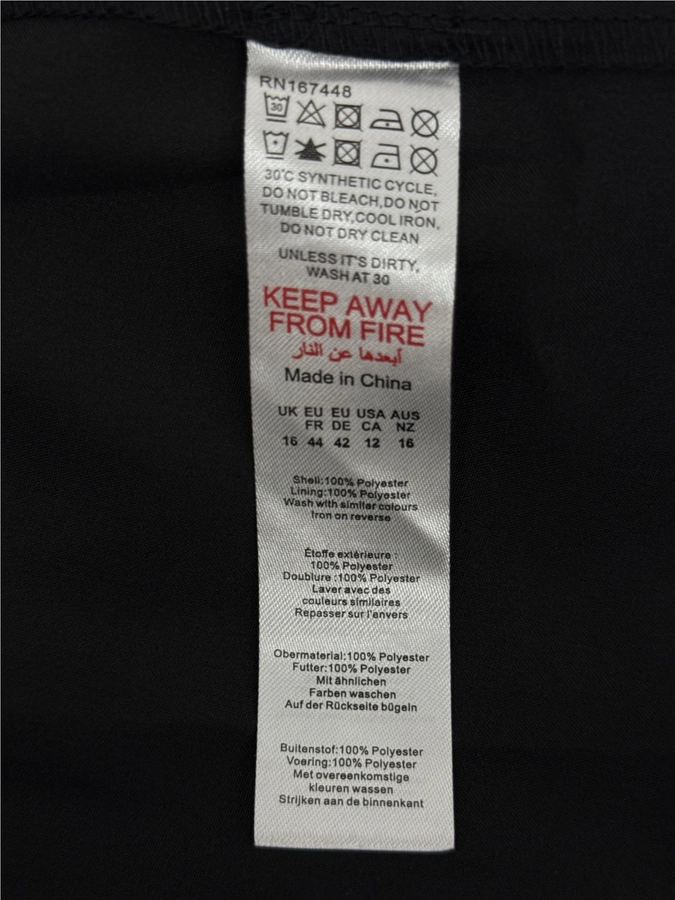 RN167448
30
30°C SYNTHETIC CYCLE,
DO NOT BLEACH,DO NOT
TUMBLE DRY,COOL IRON,
DO NOT DRY CLEAN
UNLESS IT'S DIRTY,
WASH AT 30
KEEP AWAY
FROM FIRE
أبعدها عن النار
Made in China
UK EU EU USA AUS
FR DE CA NZ
16 44 42 12 16
Shell:100% Polyester
Lining:100% Polyester
Wash with similar colours
Iron on reverse
Étoffe extérieure :
100% Polyester
Doublure :100% Polyester
Laver avec des
couleurs similaires
Repasser sur l'envers
Obermaterial:100% Polyester
Futter:100% Polyester
Mit ähnlichen
Farben waschen
Auf der Rückseite bügeln
Buitenstof:100% Polyester
Voering:100% Polyester
Met overeenkomstige
kleuren wassen
Strijken aan de binnenkant